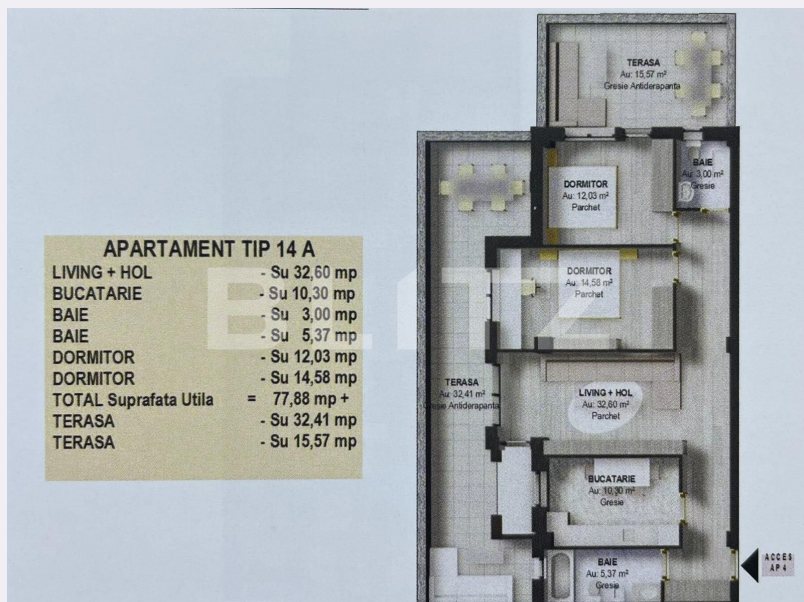 APARTAMENT TIP 14 A
LIVING + HOL - Su 32,60 mp
BUCATARIE - Su 10,30 mp
BAIE - Su 3,00 mp
BAIE - Su 5,37 mp
DORMITOR - Su 12,03 mp
DORMITOR - Su 14,58 mp
TOTAL Suprafata Utila = 77,88 mp +
TERASA - Su 32,41 mp
TERASA - Su 15,57 mp
BLITZ
TERASA
Au: 15,57 m²
Gresie Antiderapanta
BAIE
Au: 3,00 m²
Gresie
DORMITOR
Au: 12,03 m²
Parchet
DORMITOR
Au: 14,58 m²
Parchet
TERASA
Au: 32,41 m²
Gresie Antiderapanta
LIVING + HOL
Au: 32,60 m²
Parchet
BUCATARIE
Au: 10,30 m²
Gresie
BAIE
Au: 5,37 m²
Gresie
ACCES
AP 4